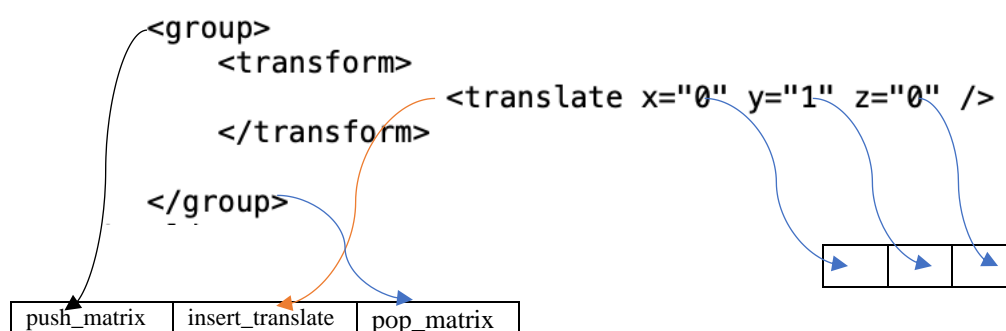 <group>
<transform>
<translate x="0" y="1" z="0" />
</transform>
</group>
push_matrix insert_translate pop_matrix